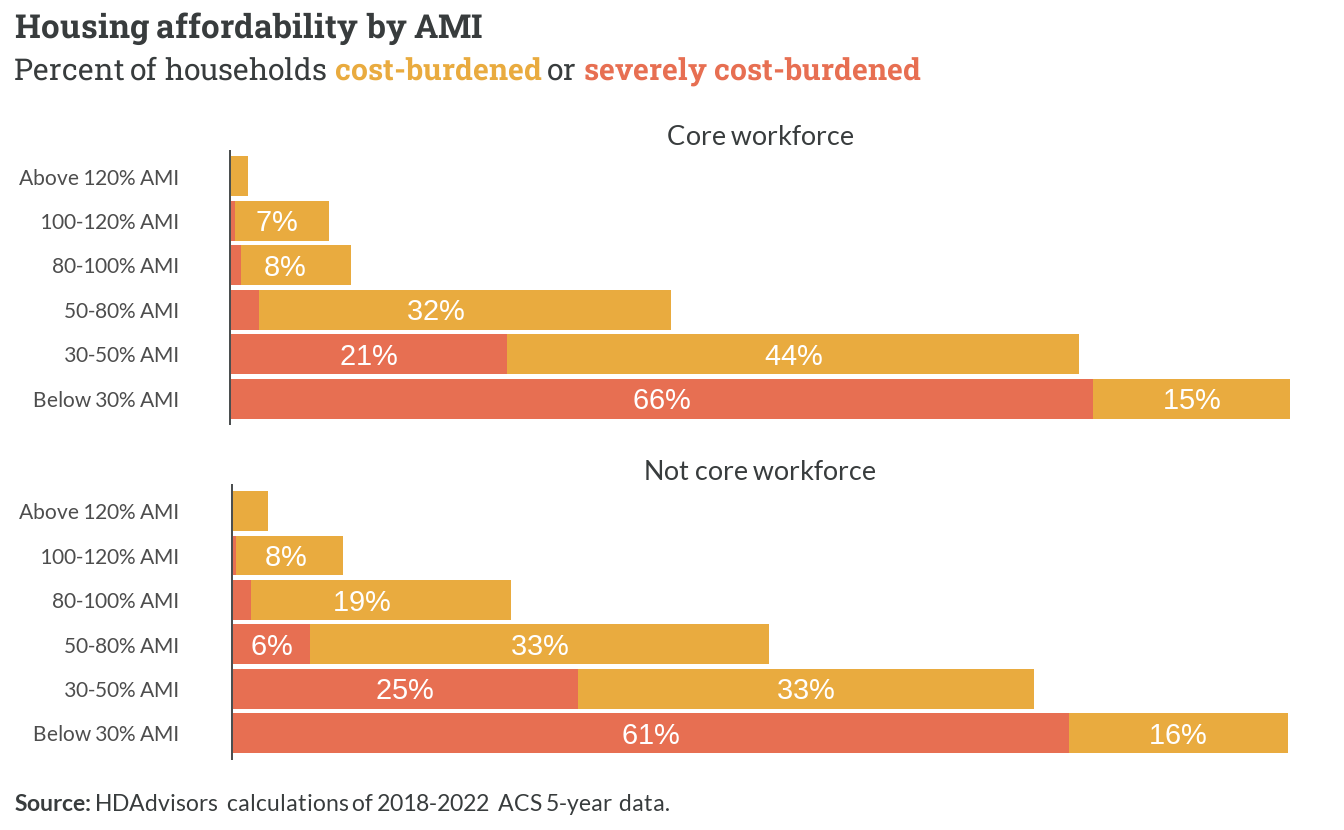 Housing affordability by AMI
Percent of households cost-burdened or severely cost-burdened
Core workforce
Above 120% AMI
100-120% AMI 7%
80-100% AMI 8%
50-80% AMI 32%
30-50% AMI 21% 44%
Below 30% AMI 66% 15%
Not core workforce
Above 120% AMI
100-120% AMI 8%
80-100% AMI 19%
50-80% AMI 6% 33%
30-50% AMI 25% 33%
Below 30% AMI 61% 16%
Source: HDAdvisors calculations of 2018-2022 ACS 5-year data.